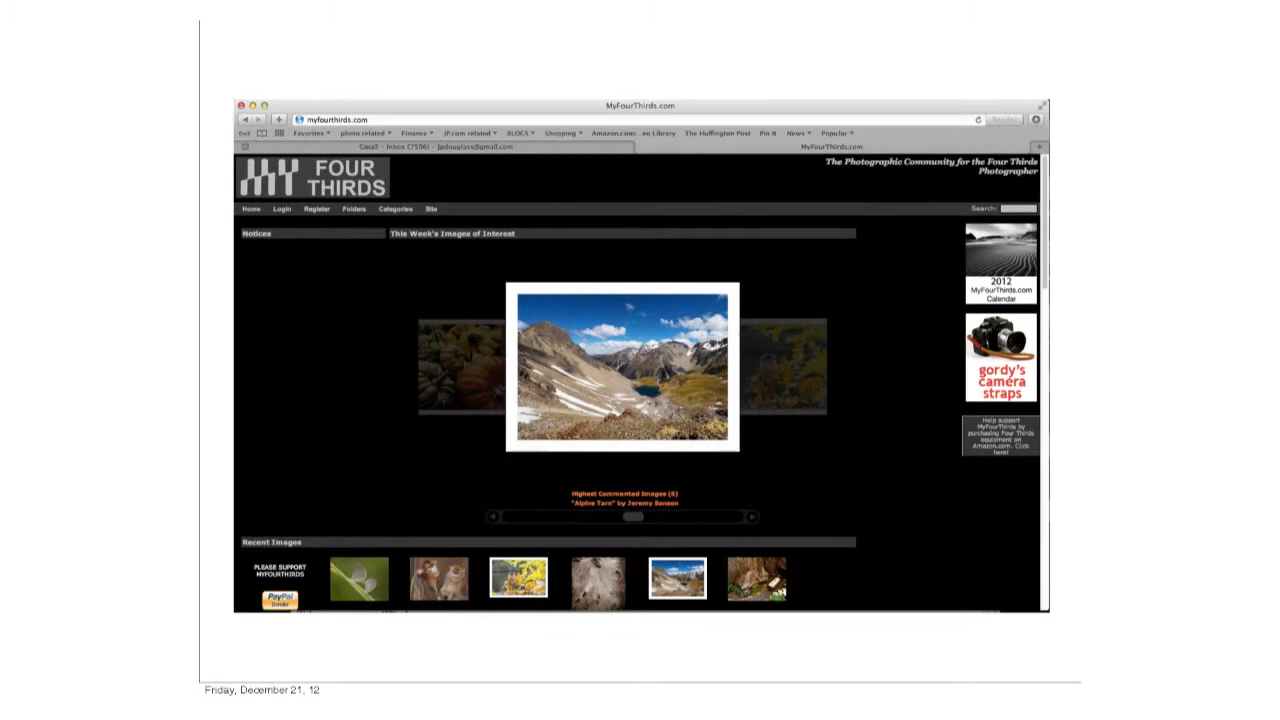 MyFourThirds.com
myfourthirds.com
Reader
Favorites photo related Finance JP.com related BLOGS Shopping Amazon.com: ...eo Library The Huffington Post Pin It News Popular
Gmail – Inbox (7596) – jpdouglass@gmail.com
MyFourThirds.com
MY FOUR THIRDS
The Photographic Community for the Four Thirds
Photographer
Home Login Register Folders Categories Site
Search:
Notices
This Week's Images of Interest
2012
MyFourThirds.com
Calendar
gordy's
camera
straps
Help support
MyFourThirds by
purchasing Four Thirds
equipment on
Amazon.com. Click
here!
Highest Commented Images (6)
"Alpine Tarn" by Jeremy Sanson
Recent Images
PLEASE SUPPORT
MYFOURTHIRDS
PayPal
Donate
Friday, December 21, 12